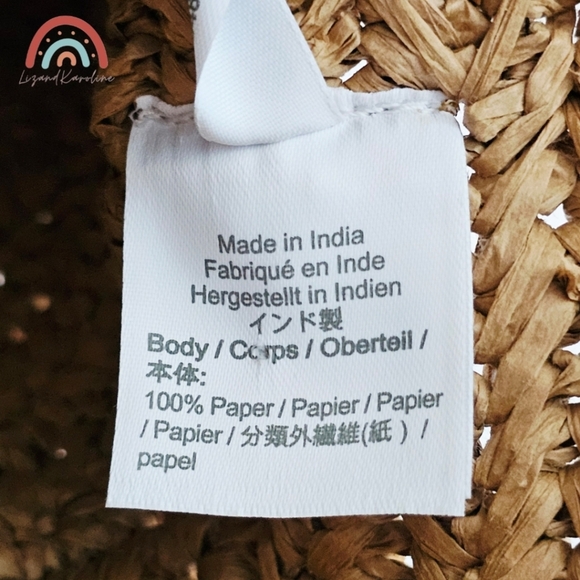 LizandKaroline
Made in India
Fabriqué en Inde
Hergestellt in Indien
インド製
Body / Corps / Oberteil /
本体:
100% Paper / Papier / Papier
/ Papier / 分類外繊維(紙 ) /
papel